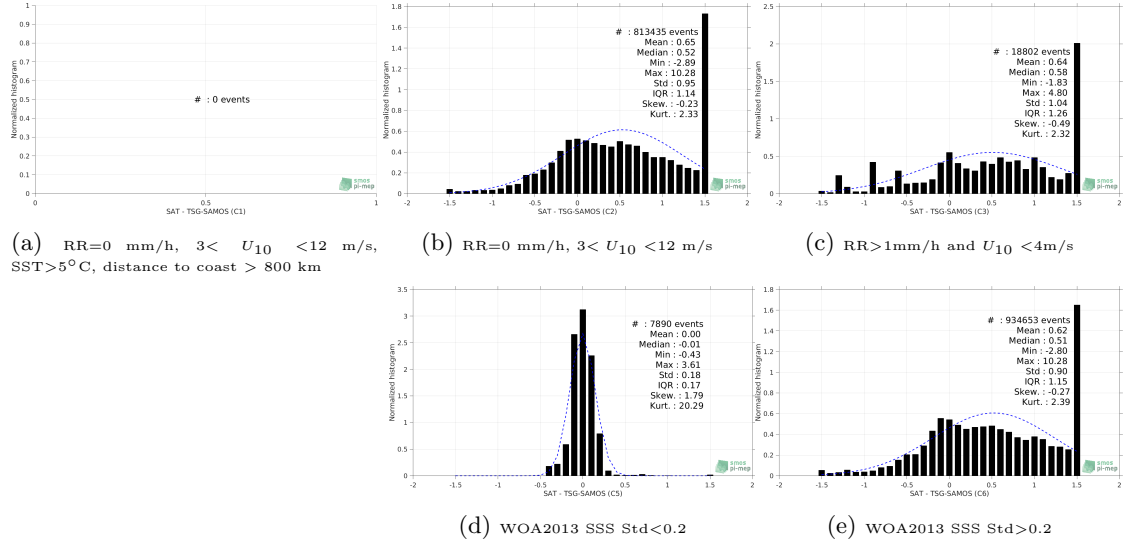 1
0.9
0.8
0.7
0.6
0.5
0.4
0.3
0.2
0.1
0
Normalized histogram
# : 0 events
0 0.5 1
SAT - TSG-SAMOS (C1)
smos
pi-mep
(a) RR=0 mm/h, 3< U10 <12 m/s,
SST>5°C, distance to coast > 800 km
1.8
1.6
1.4
1.2
1
0.8
0.6
0.4
0.2
0
Normalized histogram
# : 813435 events
Mean : 0.65
Median : 0.52
Min : -2.89
Max : 10.28
Std : 0.95
IQR : 1.14
Skew. : -0.23
Kurt. : 2.33
-2 -1.5 -1 -0.5 0 0.5 1 1.5 2
SAT - TSG-SAMOS (C2)
smos
pi-mep
(b) RR=0 mm/h, 3< U10 <12 m/s
2.5
2
1.5
1
0.5
0
Normalized histogram
# : 18802 events
Mean : 0.64
Median : 0.58
Min : -1.83
Max : 4.80
Std : 1.04
IQR : 1.26
Skew. : -0.49
Kurt. : 2.32
-2 -1.5 -1 -0.5 0 0.5 1 1.5 2
SAT - TSG-SAMOS (C3)
smos
pi-mep
(c) RR>1mm/h and U10 <4m/s
3.5
3
2.5
2
1.5
1
0.5
0
Normalized histogram
# : 7890 events
Mean : 0.00
Median : -0.01
Min : -0.43
Max : 3.61
Std : 0.18
IQR : 0.17
Skew. : 1.79
Kurt. : 20.29
-2 -1.5 -1 -0.5 0 0.5 1 1.5 2
SAT - TSG-SAMOS (C5)
smos
pi-mep
(d) WOA2013 SSS Std<0.2
1.8
1.6
1.4
1.2
1
0.8
0.6
0.4
0.2
0
Normalized histogram
# : 934653 events
Mean : 0.62
Median : 0.51
Min : -2.80
Max : 10.28
Std : 0.90
IQR : 1.15
Skew. : -0.27
Kurt. : 2.39
-2 -1.5 -1 -0.5 0 0.5 1 1.5 2
SAT - TSG-SAMOS (C6)
smos
pi-mep
(e) WOA2013 SSS Std>0.2